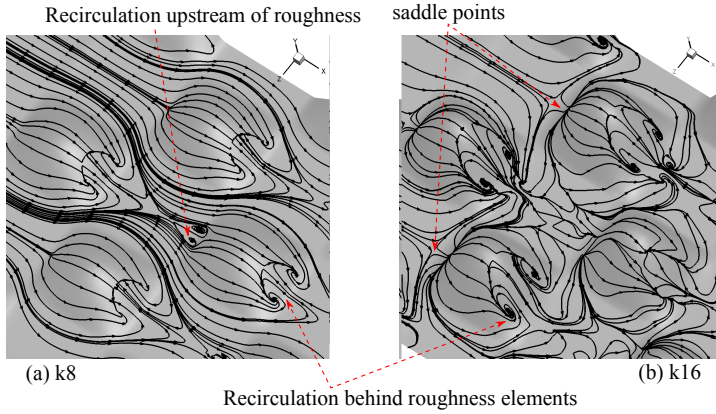 Recirculation upstream of roughness
saddle points
Y
X
Z
Y
X
Z
(a) k8
(b) k16
Recirculation behind roughness elements